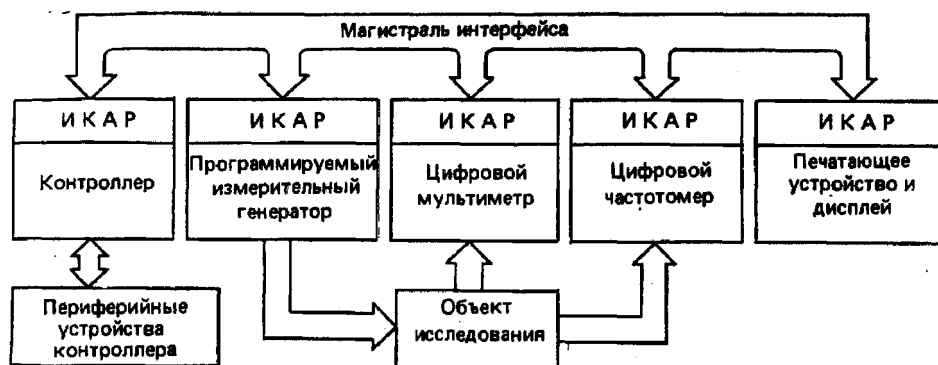 Магистраль интерфейса
ИКАР
Контроллер
ИКАР
Программируемый
измерительный
генератор
ИКАР
Цифровой
мультиметр
ИКАР
Цифровой
частотомер
ИКАР
Печатающее
устройство и
дисплей
Периферийные
устройства
контроллера
Объект
исследования